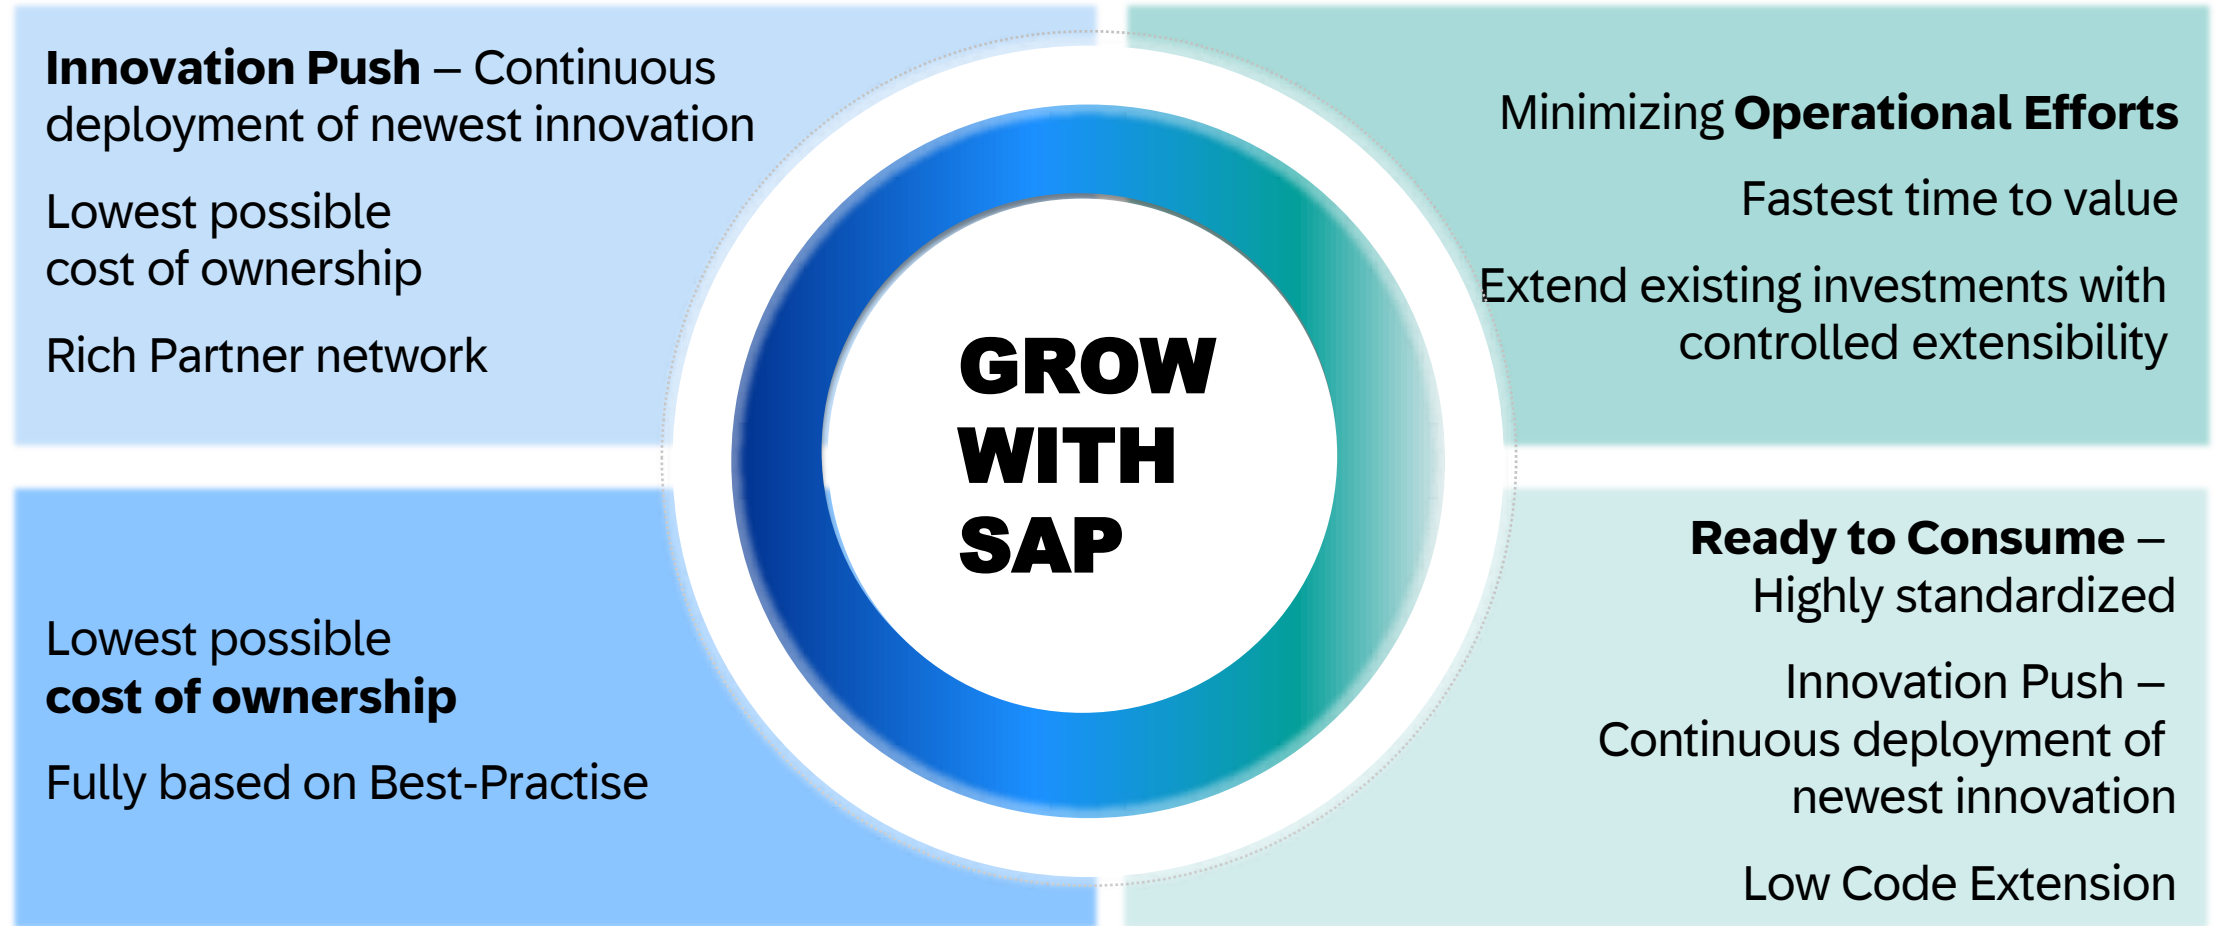 Innovation Push – Continuous
deployment of newest innovation
Lowest possible
cost of ownership
Rich Partner network
Minimizing Operational Efforts
Fastest time to value
Extend existing investments with
controlled extensibility
GROW
WITH
SAP
Lowest possible
cost of ownership
Fully based on Best-Practise
Ready to Consume –
Highly standardized
Innovation Push –
Continuous deployment of
newest innovation
Low Code Extension